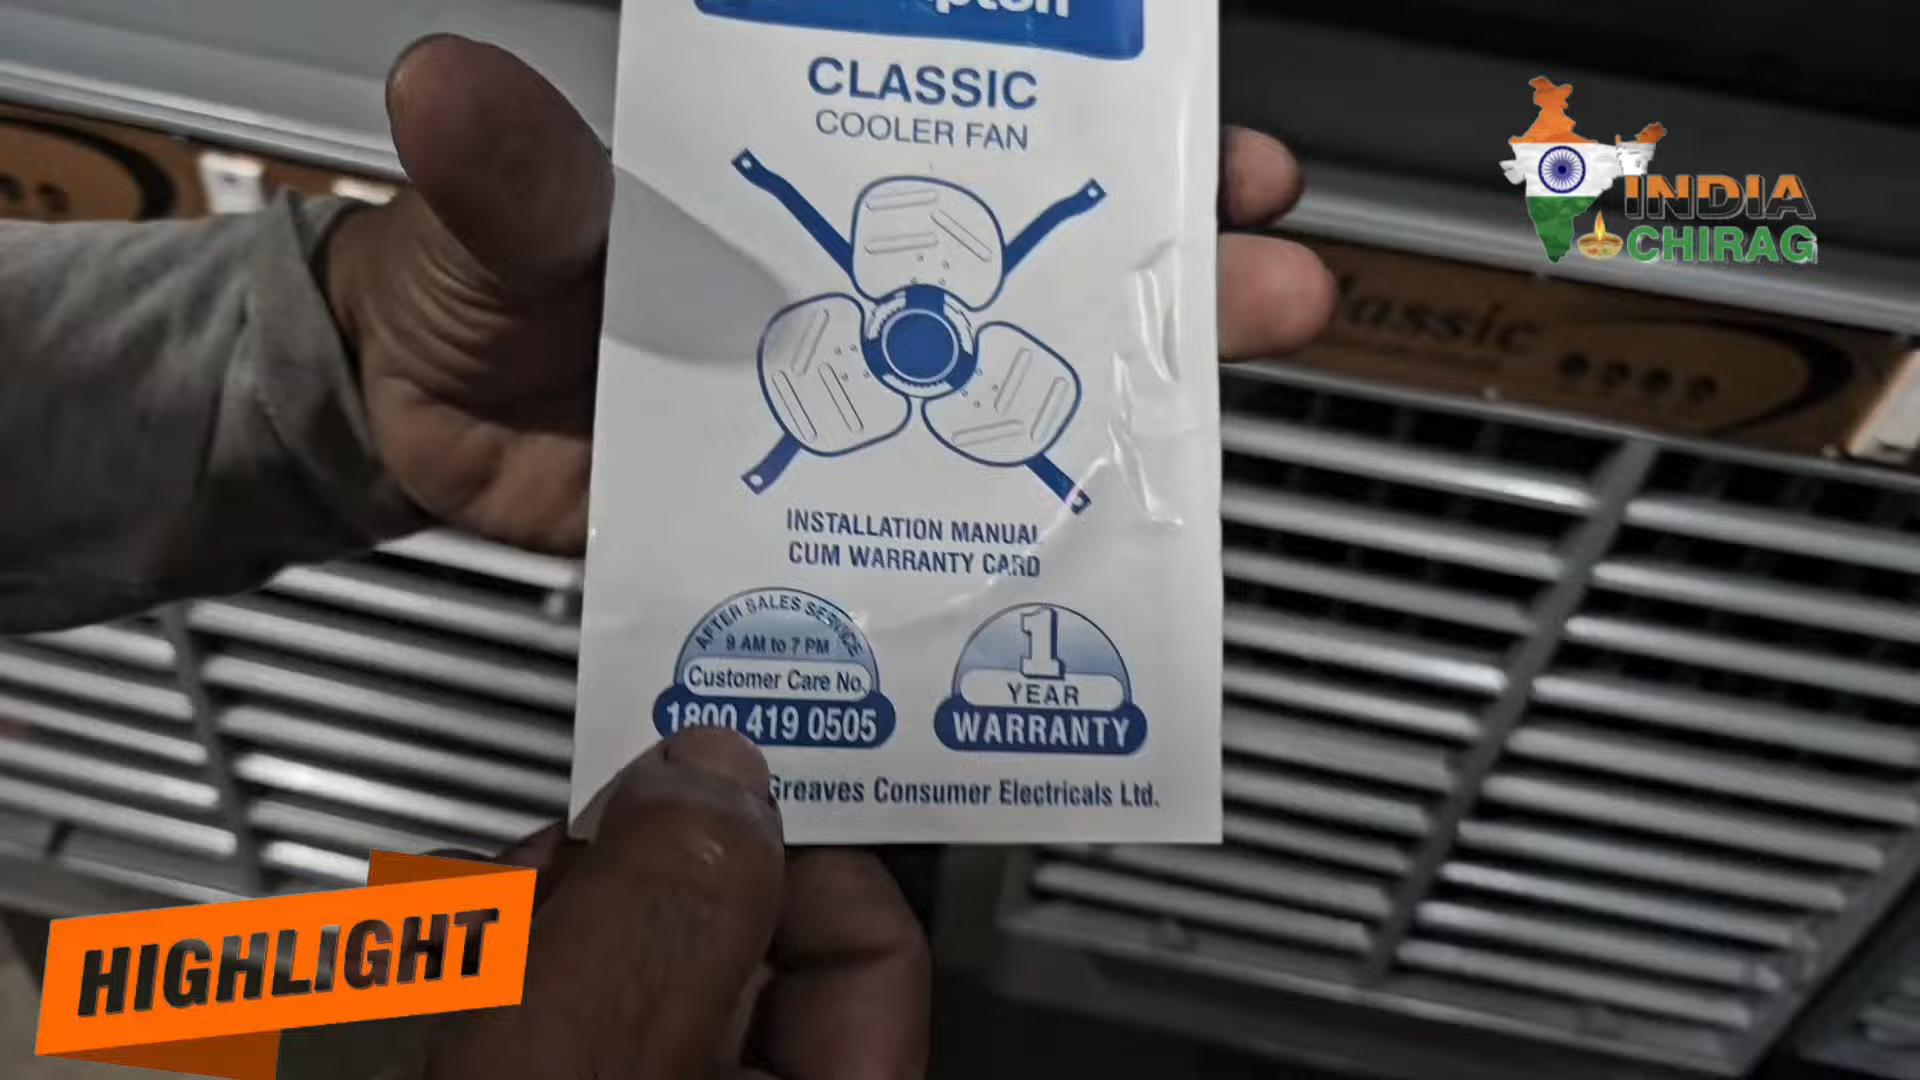 CLASSIC
COOLER FAN
INDIA
CHIRAG
lassic
INSTALLATION MANUAL
CUM WARRANTY CARD
AFTER SALES SERVICE
9 AM to 7 PM
Customer Care No.
1800 419 0505
1
YEAR
WARRANTY
Greaves Consumer Electricals Ltd.
HIGHLIGHT